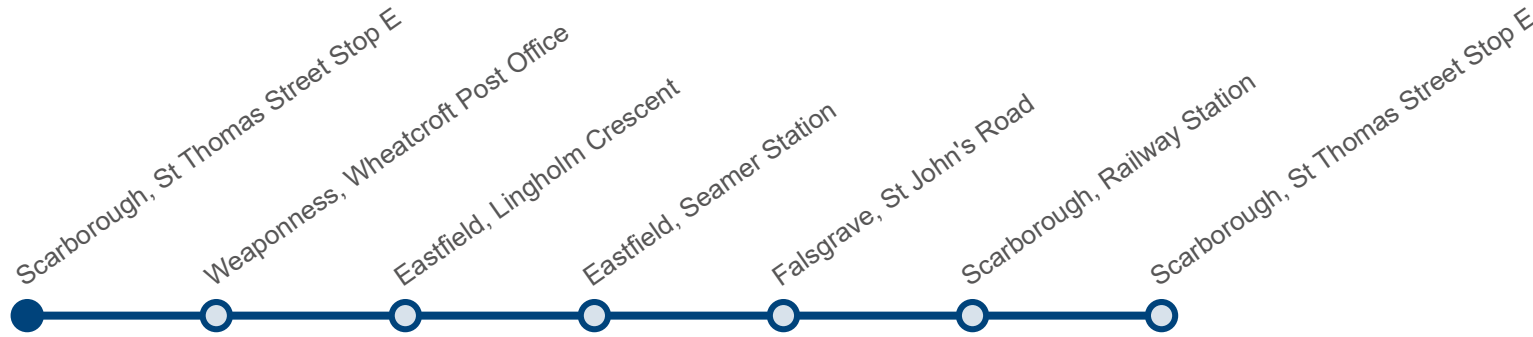 Scarborough, St Thomas Street Stop E
Weaponness, Wheatcroft Post Office
Eastfield, Lingholm Crescent
Eastfield, Seamer Station
Falsgrave, St John's Road
Scarborough, Railway Station
Scarborough, St Thomas Street Stop E